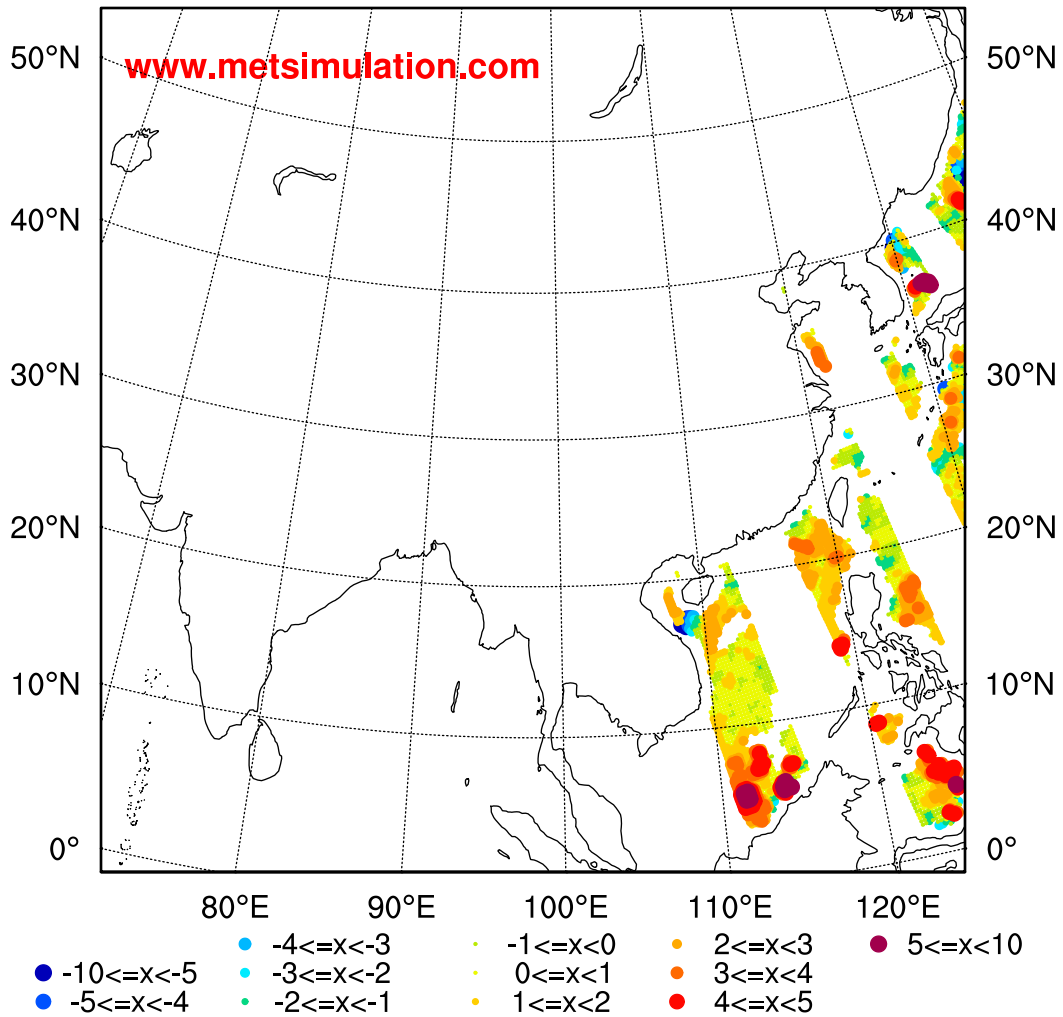 www.metsimulation.com
50°N 50°N
40°N 40°N
30°N 30°N
20°N 20°N
10°N 10°N
0° 0°
80°E 90°E 100°E 110°E 120°E
-4<=x<-3 -1<=x<0 2<=x<3 5<=x<10
-10<=x<-5 -3<=x<-2 0<=x<1 3<=x<4
-5<=x<-4 -2<=x<-1 1<=x<2 4<=x<5